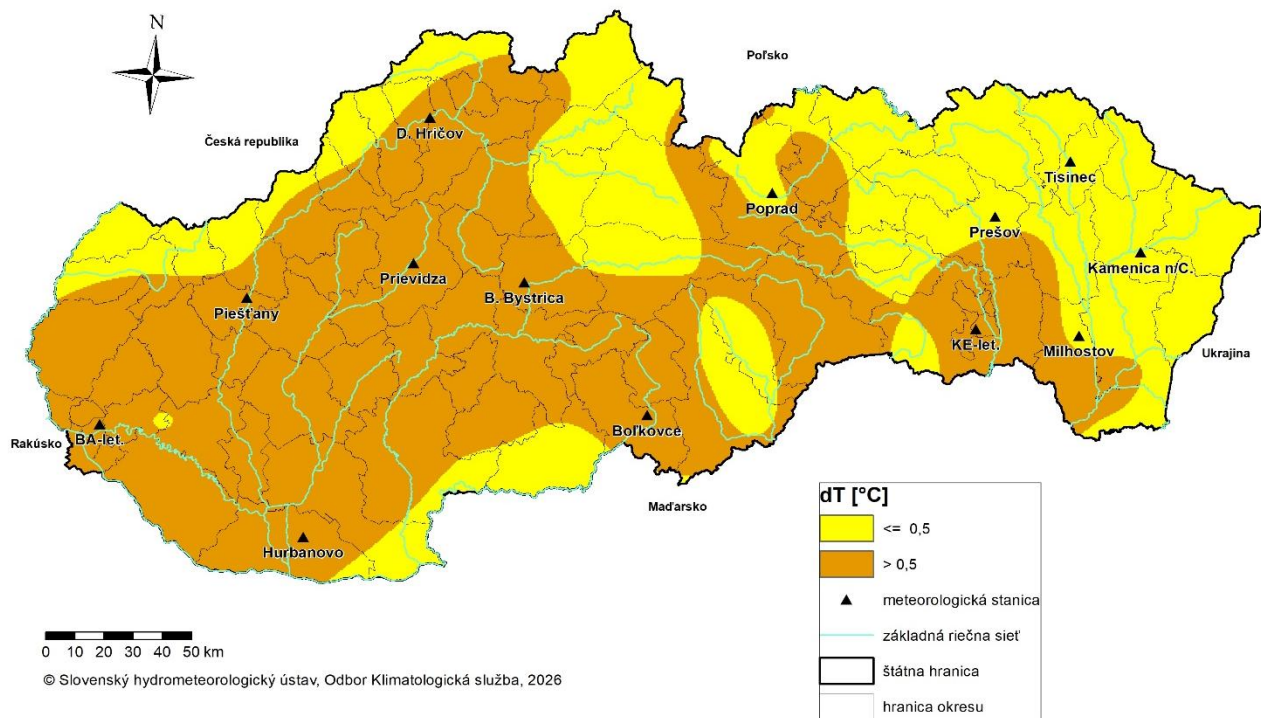 N
Poľsko
Česká republika
D. Hričov
Tisinec
Poprad
Prešov
Kamenica n/C.
Prievidza
B. Bystrica
Piešťany
KE-let.
Milhostov
Ukrajina
Rakúsko
BA-let.
Boľkovce
Maďarsko
Hurbanovo
dT [°C]
<= 0,5
> 0,5
meteorologická stanica
základná riečna sieť
štátna hranica
hranica okresu
0 10 20 30 40 50 km
© Slovenský hydrometeorologický ústav, Odbor Klimatologická služba, 2026